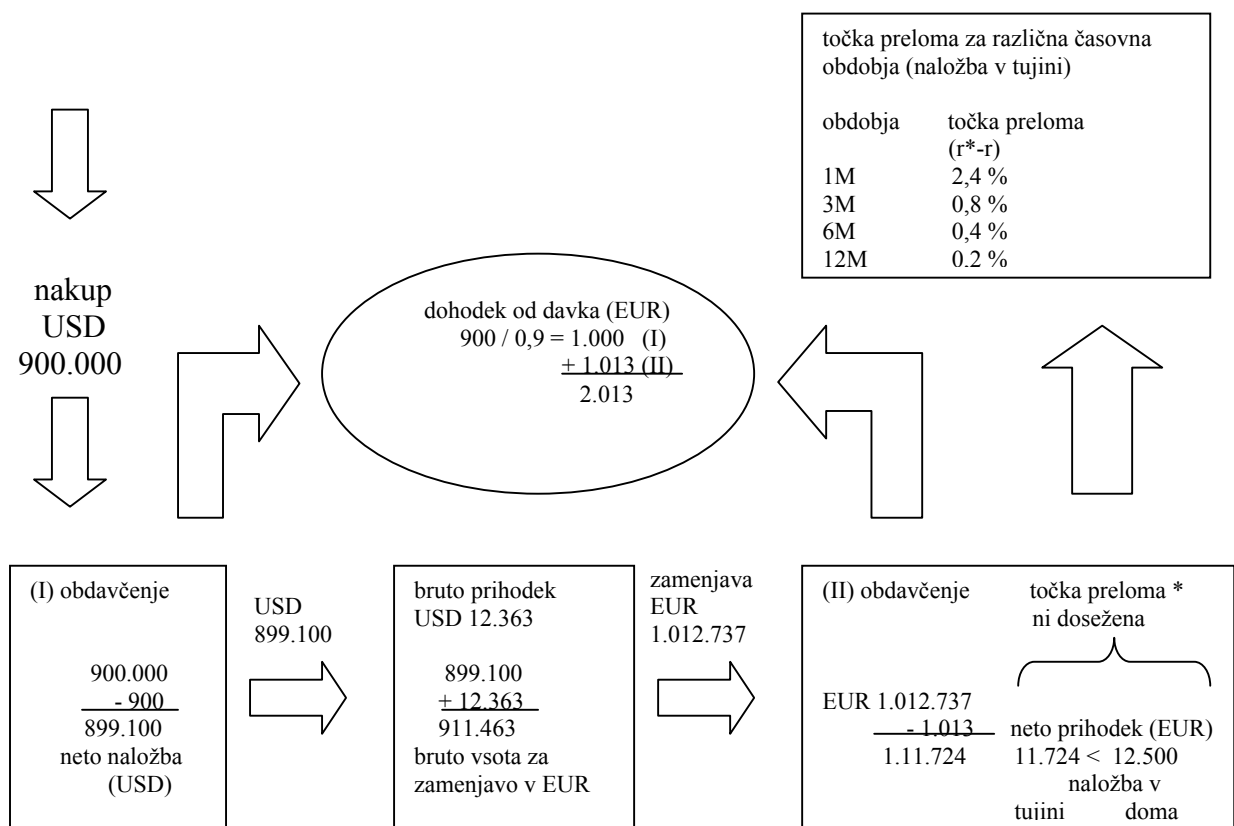 točka preloma za različna časovna
obdobja (naložba v tujini)
obdobja točka preloma
(r*-r)
1M 2,4 %
3M 0,8 %
6M 0,4 %
12M 0.2 %
nakup
USD
900.000
dohodek od davka (EUR)
900 / 0,9 = 1.000 (I)
+ 1.013 (II)
2.013
(I) obdavčenje
900.000
- 900
899.100
neto naložba
(USD)
USD
899.100
bruto prihodek
USD 12.363
899.100
+ 12.363
911.463
bruto vsota za
zamenjavo v EUR
zamenjava
EUR
1.012.737
(II) obdavčenje točka preloma *
ni dosežena
EUR 1.012.737
- 1.013 neto prihodek (EUR)
1.11.724 11.724 < 12.500
naložba v
tujini doma